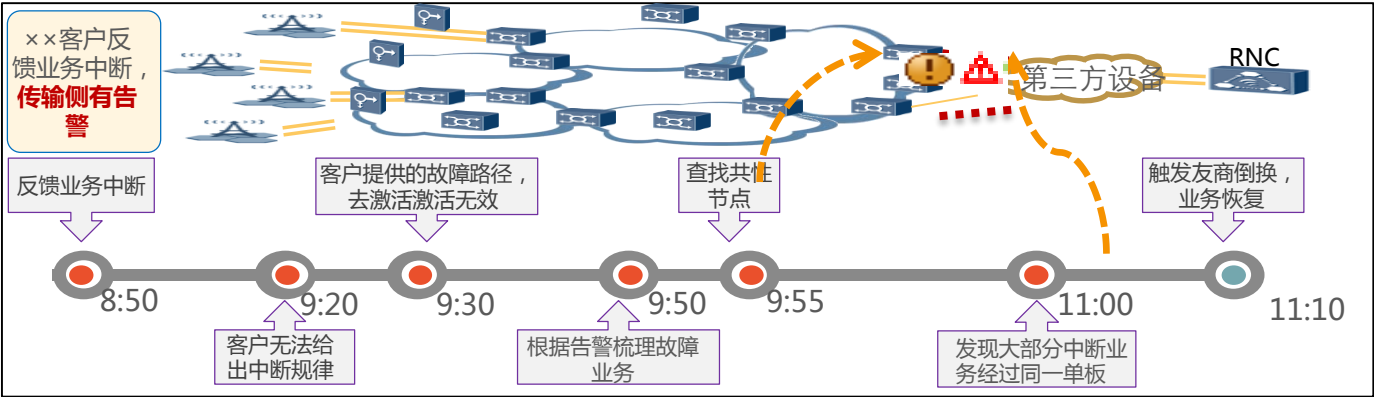 ××客户反
馈业务中断，
传输侧有告
警
第三方设备
RNC
反馈业务中断
客户提供的故障路径，
去激活激活无效
查找共性
节点
触发友商倒换，
业务恢复
8:50
9:20
9:30
9:50
9:55
11:00
11:10
客户无法给
出中断规律
根据告警梳理故障
业务
发现大部分中断业
务经过同一单板